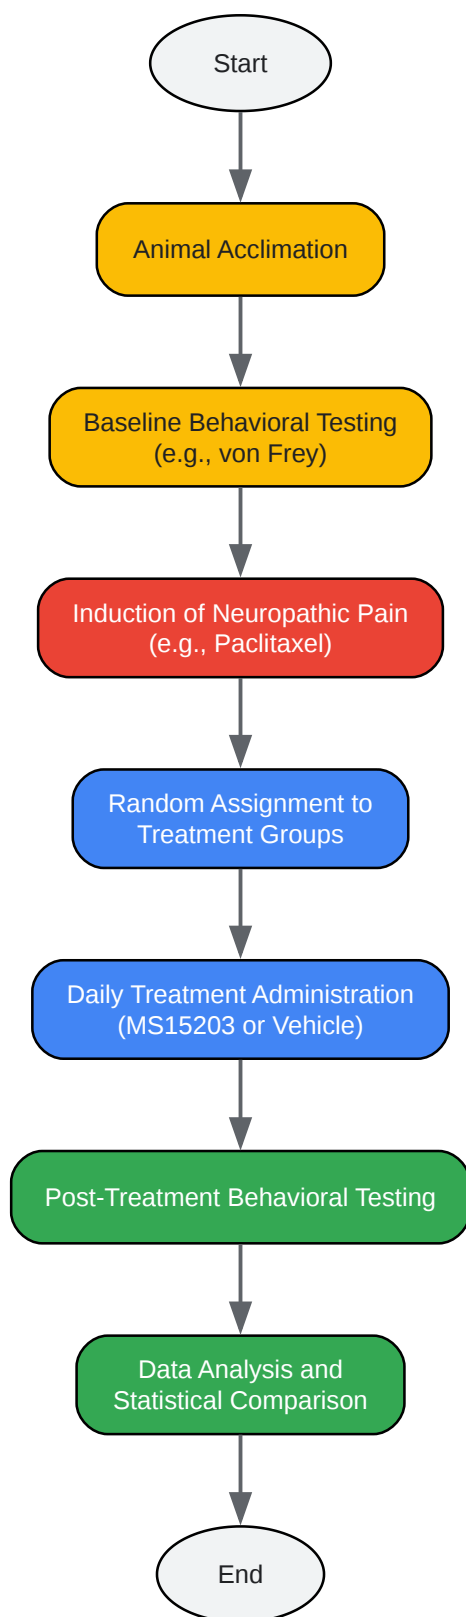 Start
Animal Acclimation
Baseline Behavioral Testing
(e.g., von Frey)
Induction of Neuropathic Pain
(e.g., Paclitaxel)
Random Assignment to
Treatment Groups
Daily Treatment Administration
(MS15203 or Vehicle)
Post-Treatment Behavioral Testing
Data Analysis and
Statistical Comparison
End